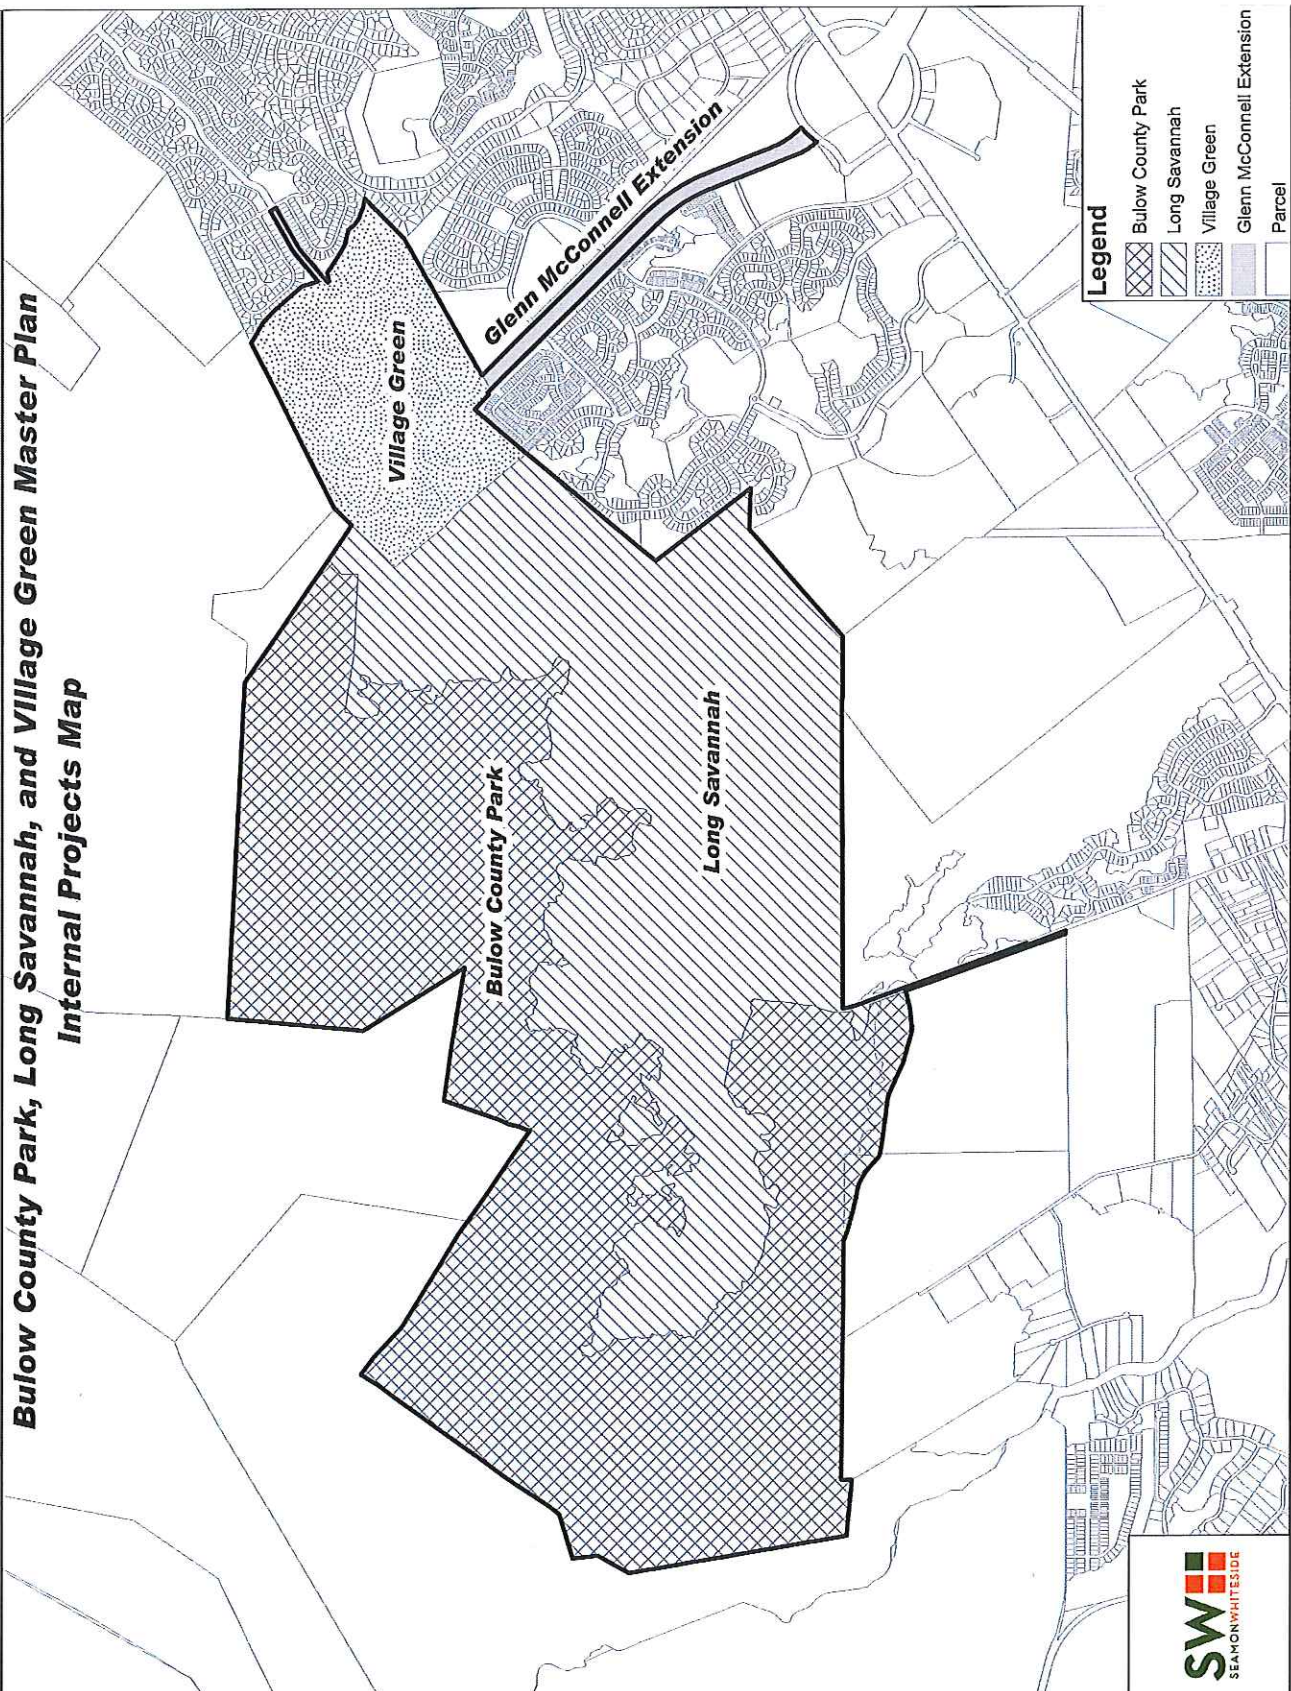 Bulow County Park, Long Savannah, and Village Green Master Plan
Internal Projects Map
Village Green
Glenn McConnell Extension
Bulow County Park
Long Savannah
Legend
Bulow County Park
Long Savannah
Village Green
Glenn McConnell Extension
Parcel
SW
SEAMONWHITESIDE